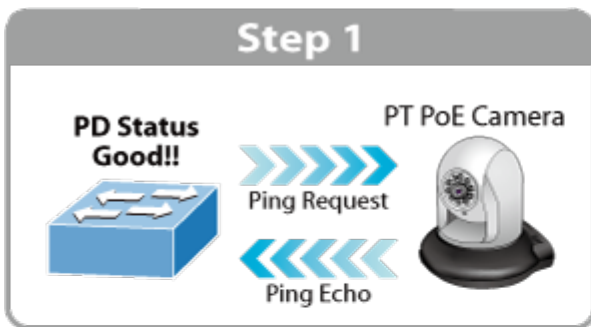 Step 1
PD Status
Good!!
PT PoE Camera
Ping Request
Ping Echo